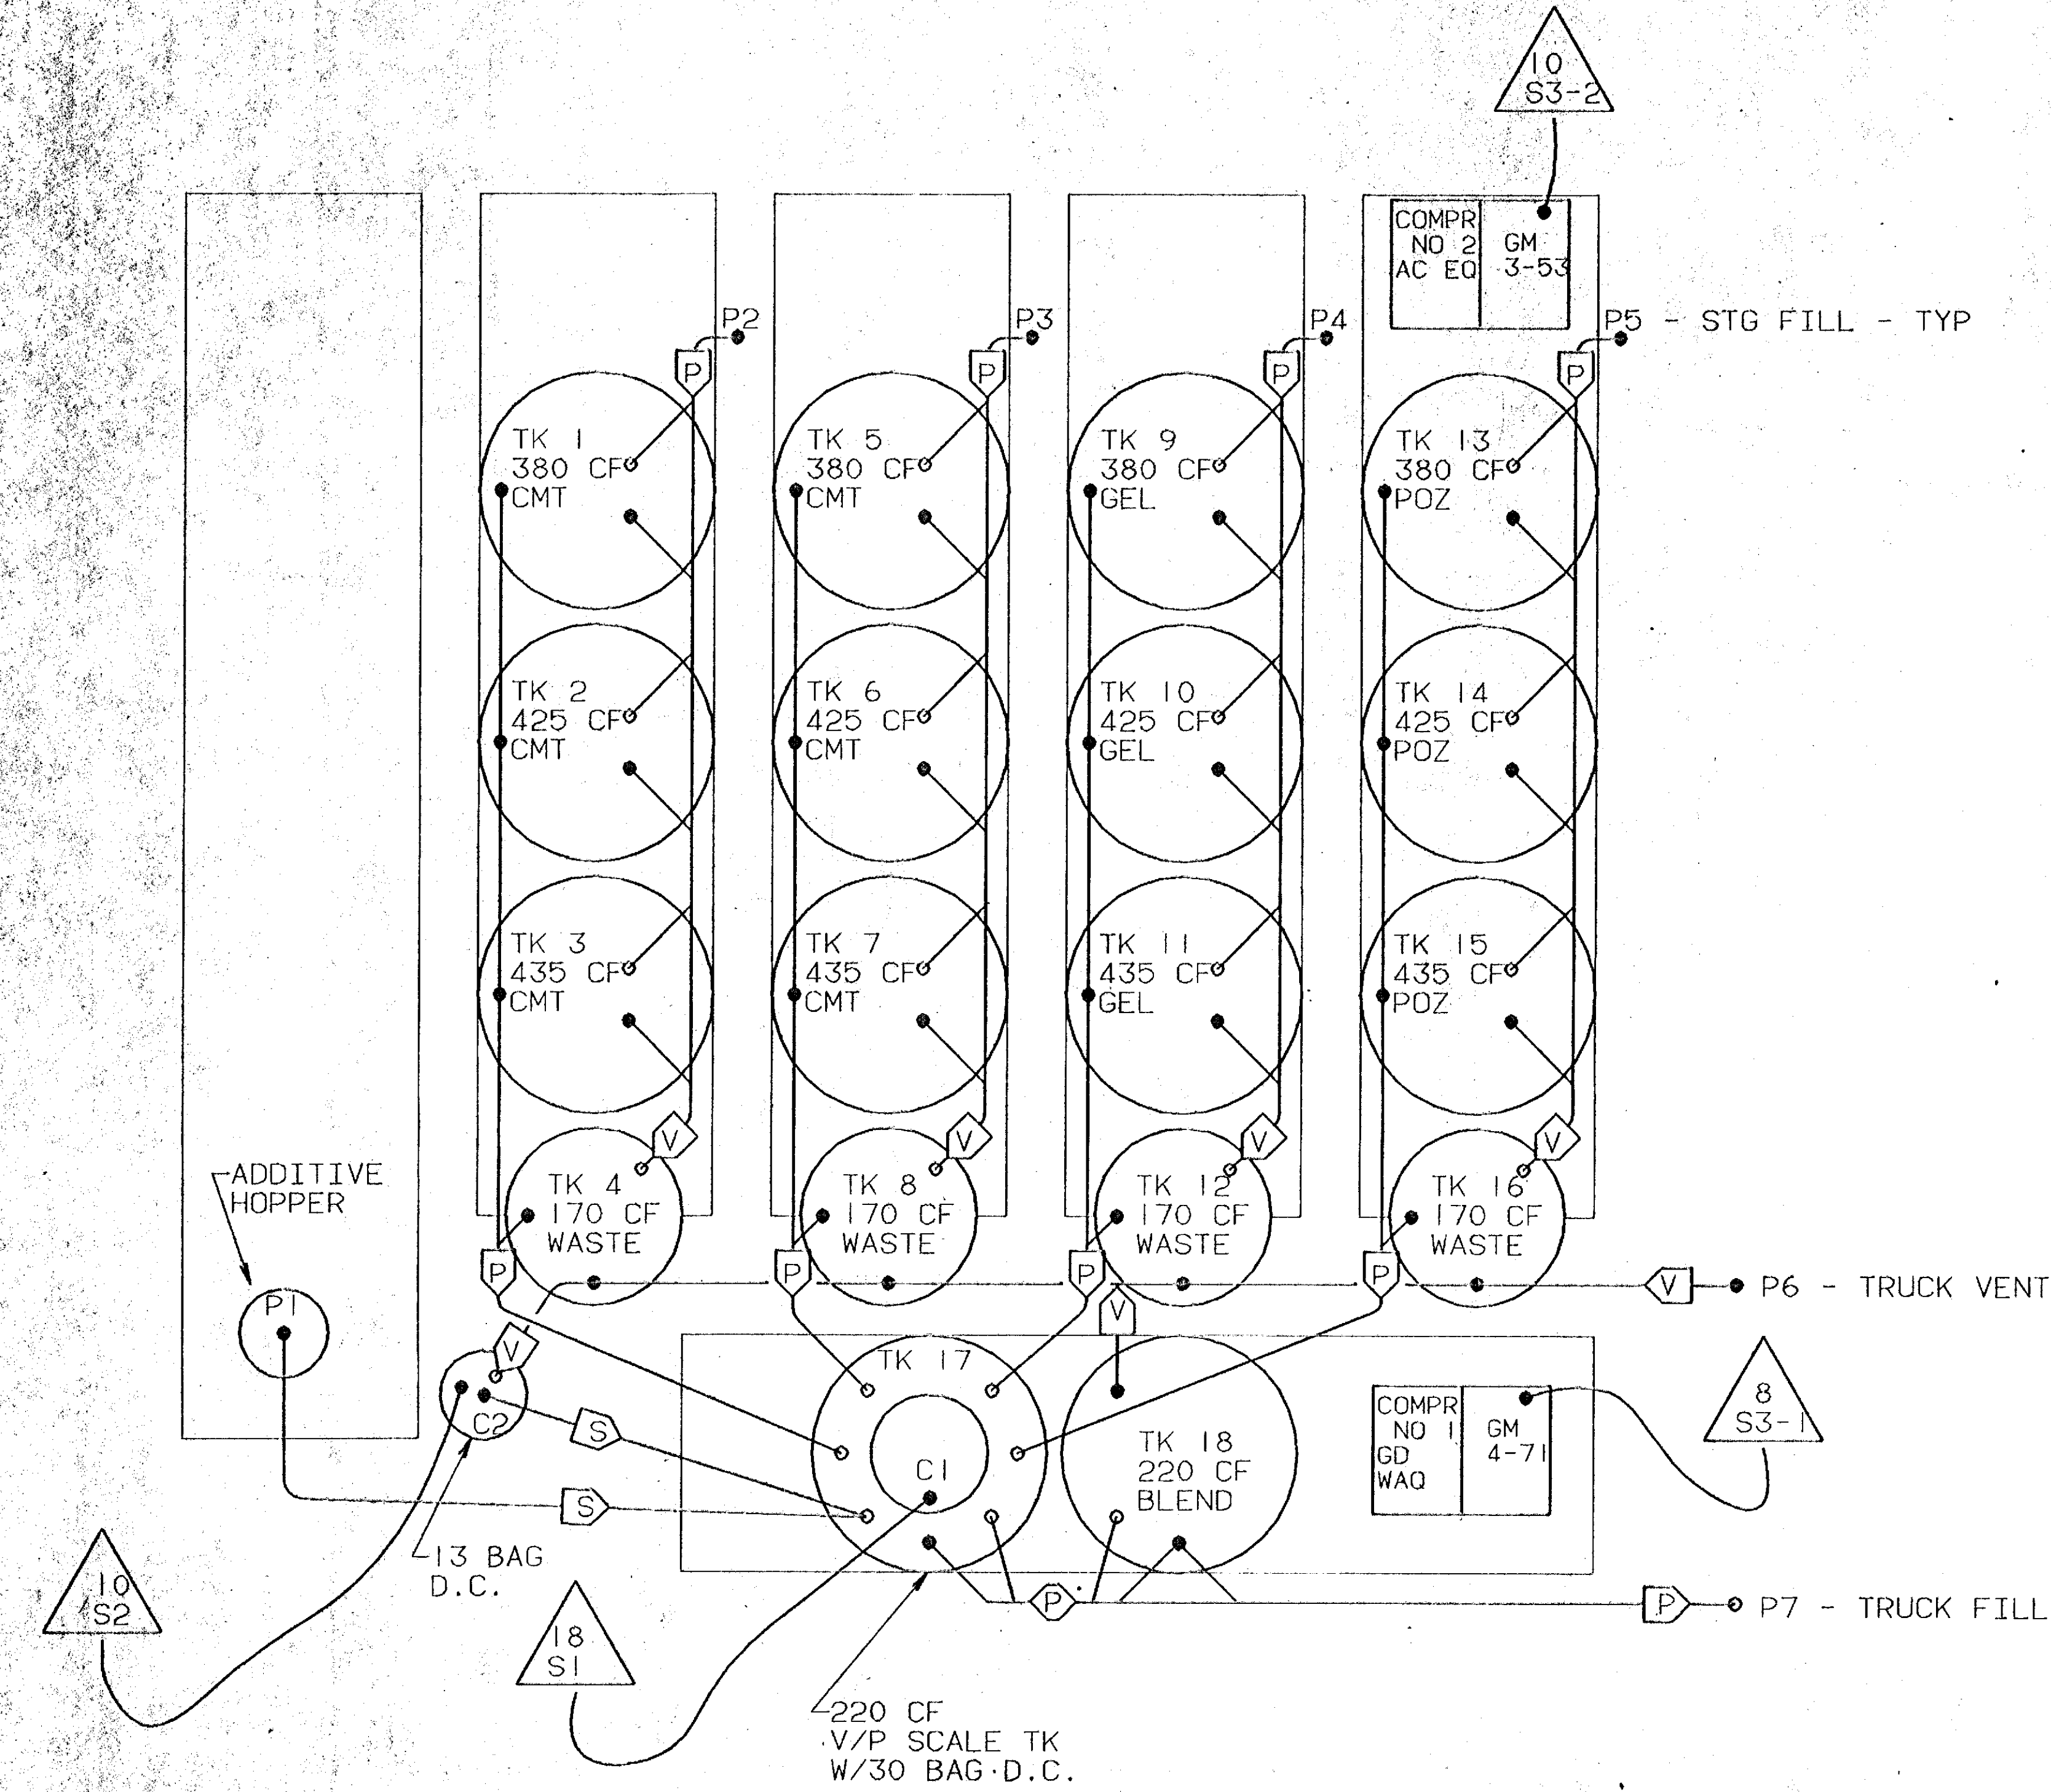 10
S3-2
COMPR
NO 2
AC EQ
GM
3-53
P2
P3
P4
P5 - STG FILL - TYP
P
P
P
P
TK 1
380 CF
CMT
TK 5
380 CF
CMT
TK 9
380 CF
GEL
TK 13
380 CF
POZ
TK 2
425 CF
CMT
TK 6
425 CF
CMT
TK 10
425 CF
GEL
TK 14
425 CF
POZ
TK 3
435 CF
CMT
TK 7
435 CF
CMT
TK 11
435 CF
GEL
TK 15
435 CF
POZ
V
V
V
V
ADDITIVE
HOPPER
TK 4
170 CF
WASTE
TK 8
170 CF
WASTE
TK 12
170 CF
WASTE
TK 16
170 CF
WASTE
P
P
P
P
V
P6 - TRUCK VENT
P1
V
V
TK 17
C2
S
C1
TK 18
220 CF
BLEND
COMPR
NO 1
GD
WAQ
GM
4-71
8
S3-1
S
13 BAG
D.C.
10
S2
18
S1
P
P
P7 - TRUCK FILL
220 CF
V/P SCALE TK
W/30 BAG D.C.